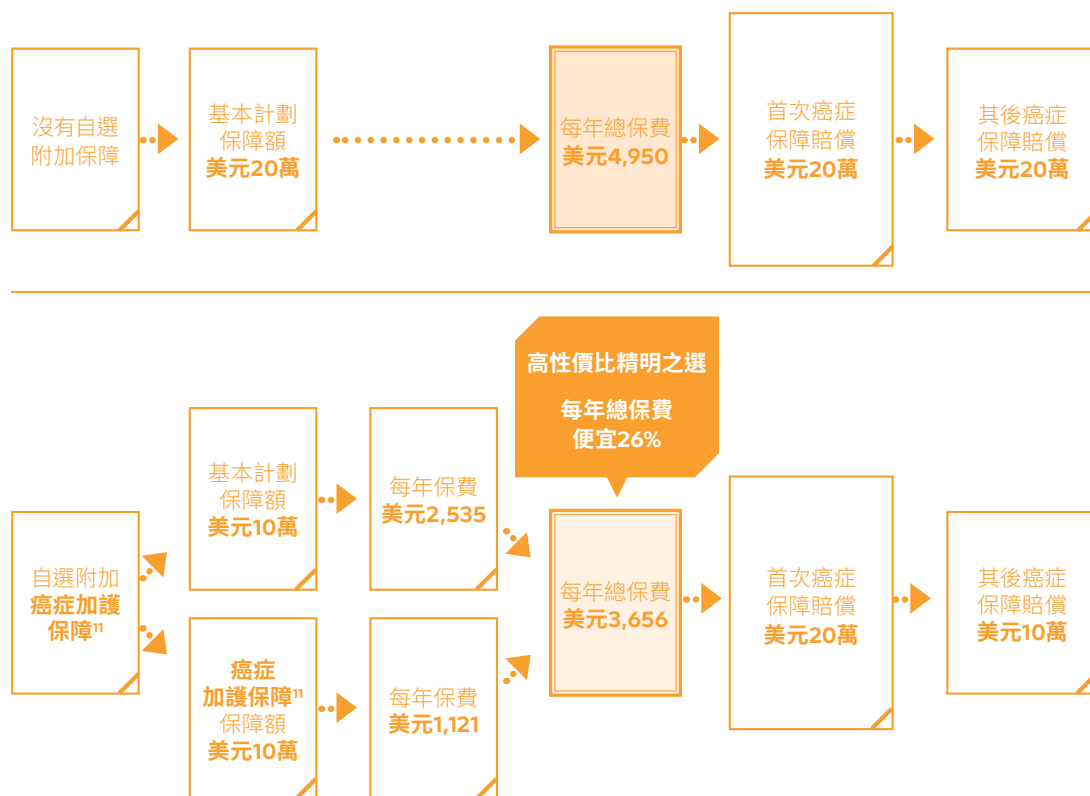 沒有自選
附加保障
基本計劃
保障額
美元20萬
每年總保費
美元4,950
首次癌症
保障賠償
美元20萬
其後癌症
保障賠償
美元20萬
高性價比精明之選
每年總保費
便宜26%
自選附加
癌症加護
保障¹¹
基本計劃
保障額
美元10萬
每年保費
美元2,535
癌症
加護保障¹¹
保障額
美元10萬
每年保費
美元1,121
每年總保費
美元3,656
首次癌症
保障賠償
美元20萬
其後癌症
保障賠償
美元10萬